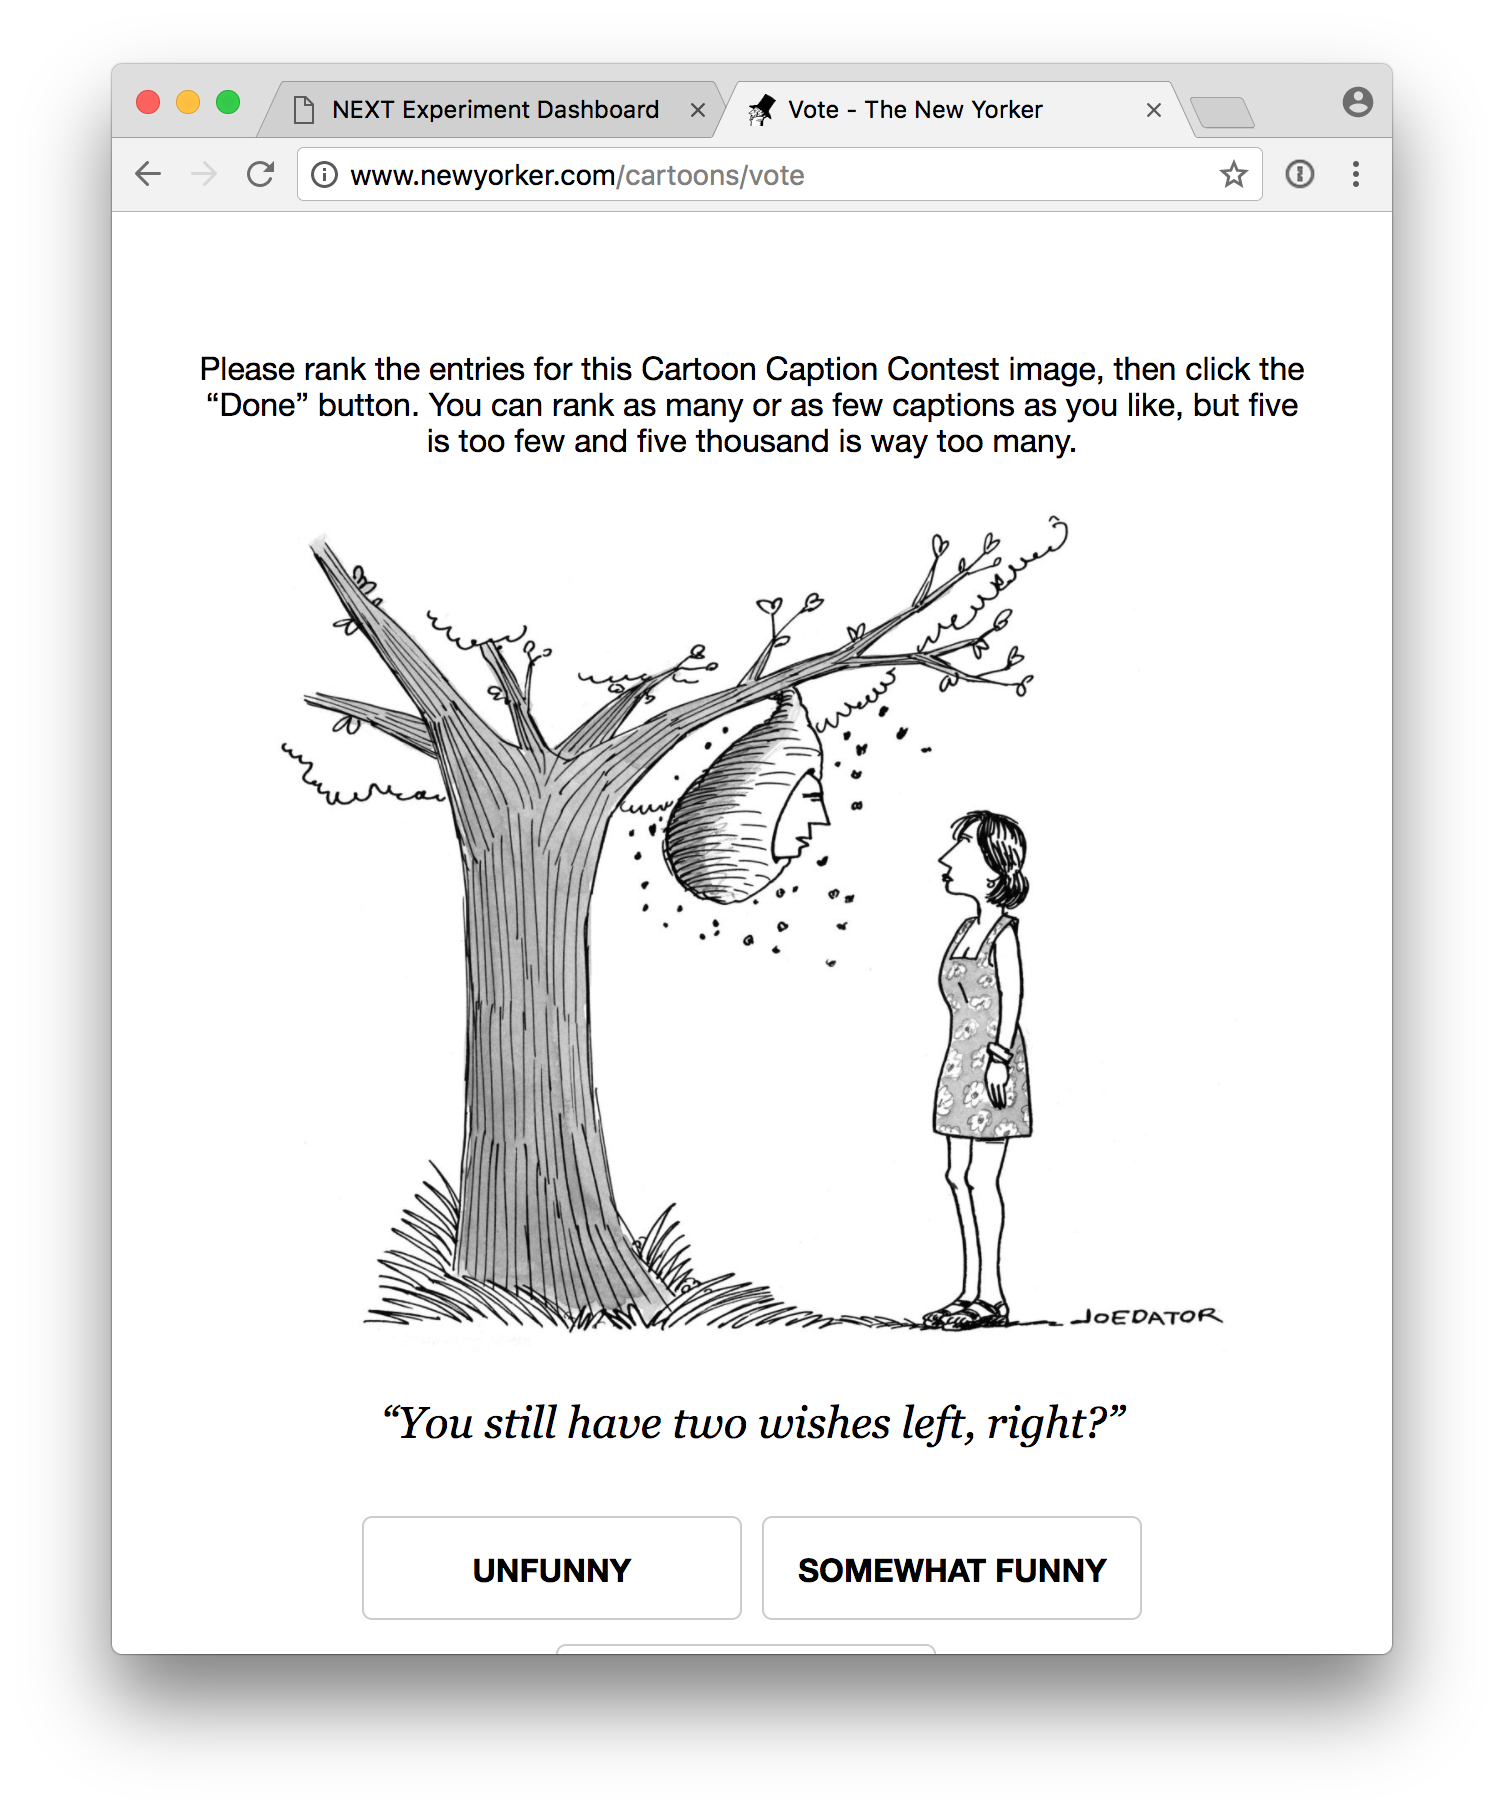 NEXT Experiment Dashboard
Vote - The New Yorker
www.newyorker.com/cartoons/vote
Please rank the entries for this Cartoon Caption Contest image, then click the
“Done” button. You can rank as many or as few captions as you like, but five
is too few and five thousand is way too many.
JOEDATOR
“You still have two wishes left, right?”
UNFUNNY
SOMEWHAT FUNNY